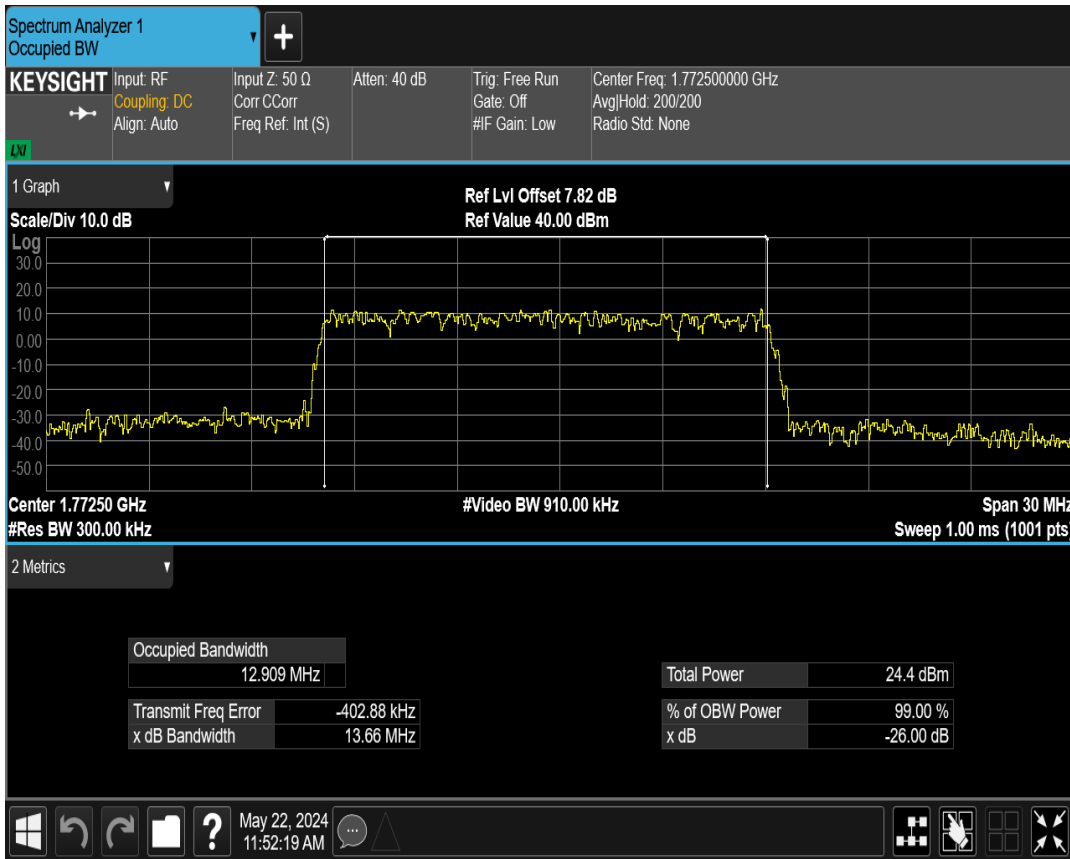 Spectrum Analyzer 1
Occupied BW
KEYSIGHT
LXI
Input: RF
Coupling: DC
Align: Auto
Input Z: 50 Ω
Corr CCorr
Freq Ref: Int (S)
Atten: 40 dB
Trig: Free Run
Gate: Off
#IF Gain: Low
Center Freq: 1.772500000 GHz
Avg|Hold: 200/200
Radio Std: None
1 Graph
Scale/Div 10.0 dB
Ref Lvl Offset 7.82 dB
Ref Value 40.00 dBm
Log
30.0
20.0
10.0
0.00
-10.0
-20.0
-30.0
-40.0
-50.0
Center 1.77250 GHz
#Video BW 910.00 kHz
Span 30 MHz
#Res BW 300.00 kHz
Sweep 1.00 ms (1001 pts)
2 Metrics
Occupied Bandwidth
12.909 MHz
Total Power 24.4 dBm
Transmit Freq Error -402.88 kHz
% of OBW Power 99.00 %
x dB Bandwidth 13.66 MHz
x dB -26.00 dB
May 22, 2024
11:52:19 AM